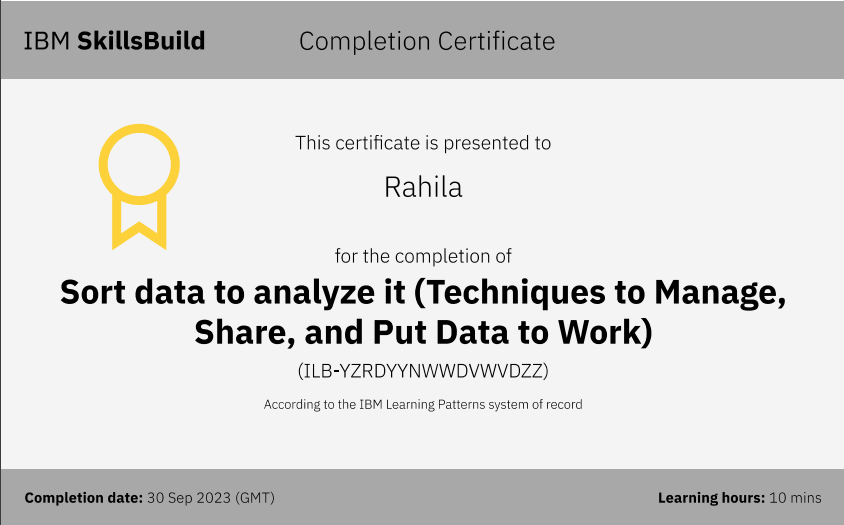 IBM SkillsBuild
Completion Certificate
This certificate is presented to
Rahila
for the completion of
Sort data to analyze it (Techniques to Manage,
Share, and Put Data to Work)
(ILB-YZRDYYNWWDVWVDZZ)
According to the IBM Learning Patterns system of record
Completion date: 30 Sep 2023 (GMT)
Learning hours: 10 mins